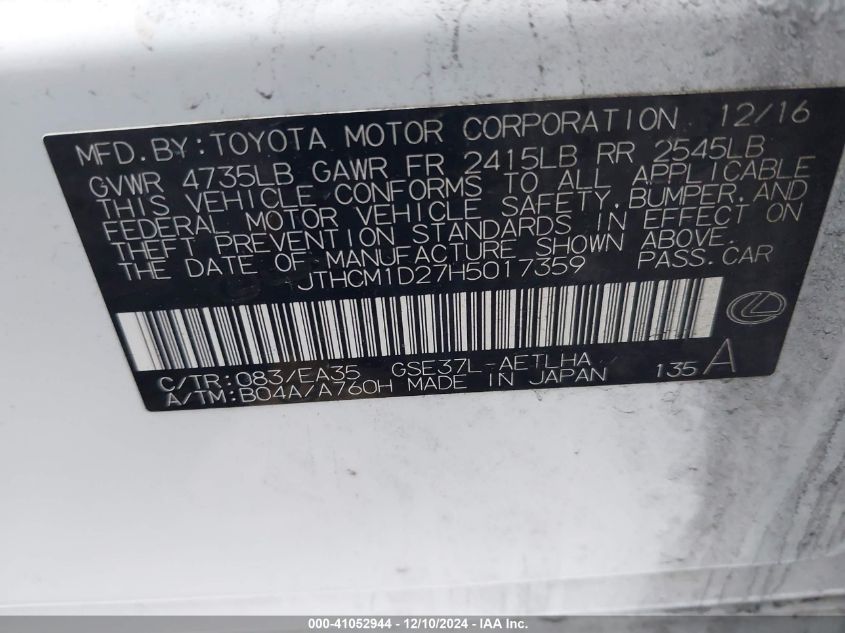 MFD.BY:TOYOTA MOTOR CORPORATION 12/16
GVWR 4735LB GAWR FR 2415LB RR 2545LB
THIS VEHICLE CONFORMS TO ALL APPLICABLE
FEDERAL MOTOR VEHICLE SAFETY,BUMPER,AND
THEFT PREVENTION STANDARDS IN EFFECT ON
THE DATE OF MANUFACTURE SHOWN ABOVE.
JTHCM1D27H5017359 PASS.CAR
C/TR:083/EA35 GSE37L-AETLHA
A/TM:B04A/A760H MADE IN JAPAN 135 A
000-41052944 - 12/10/2024 - IAA Inc.